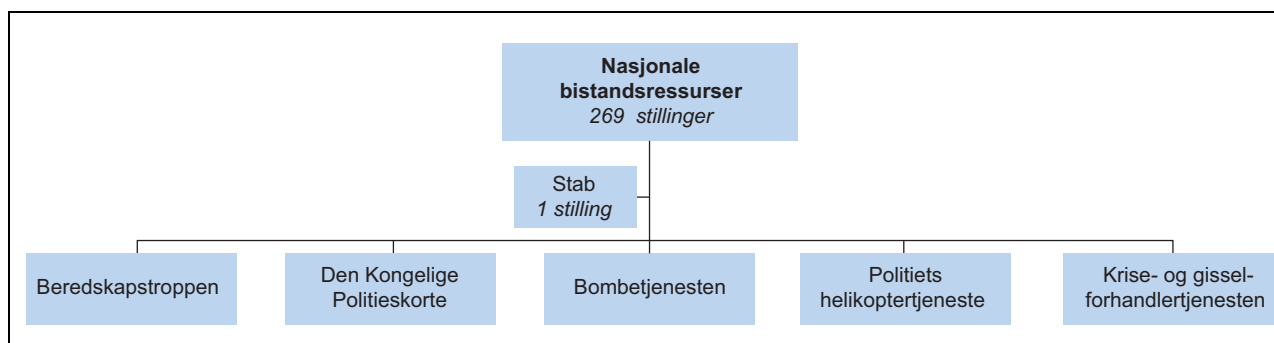 Nasjonale
bistandsressurser
269 stillinger
Stab
1 stilling
Beredskapstroppen
Den Kongelige
Politieskorte
Bombetjenesten
Politiets
helikoptertjeneste
Krise- og gissel-
forhandlertjenesten